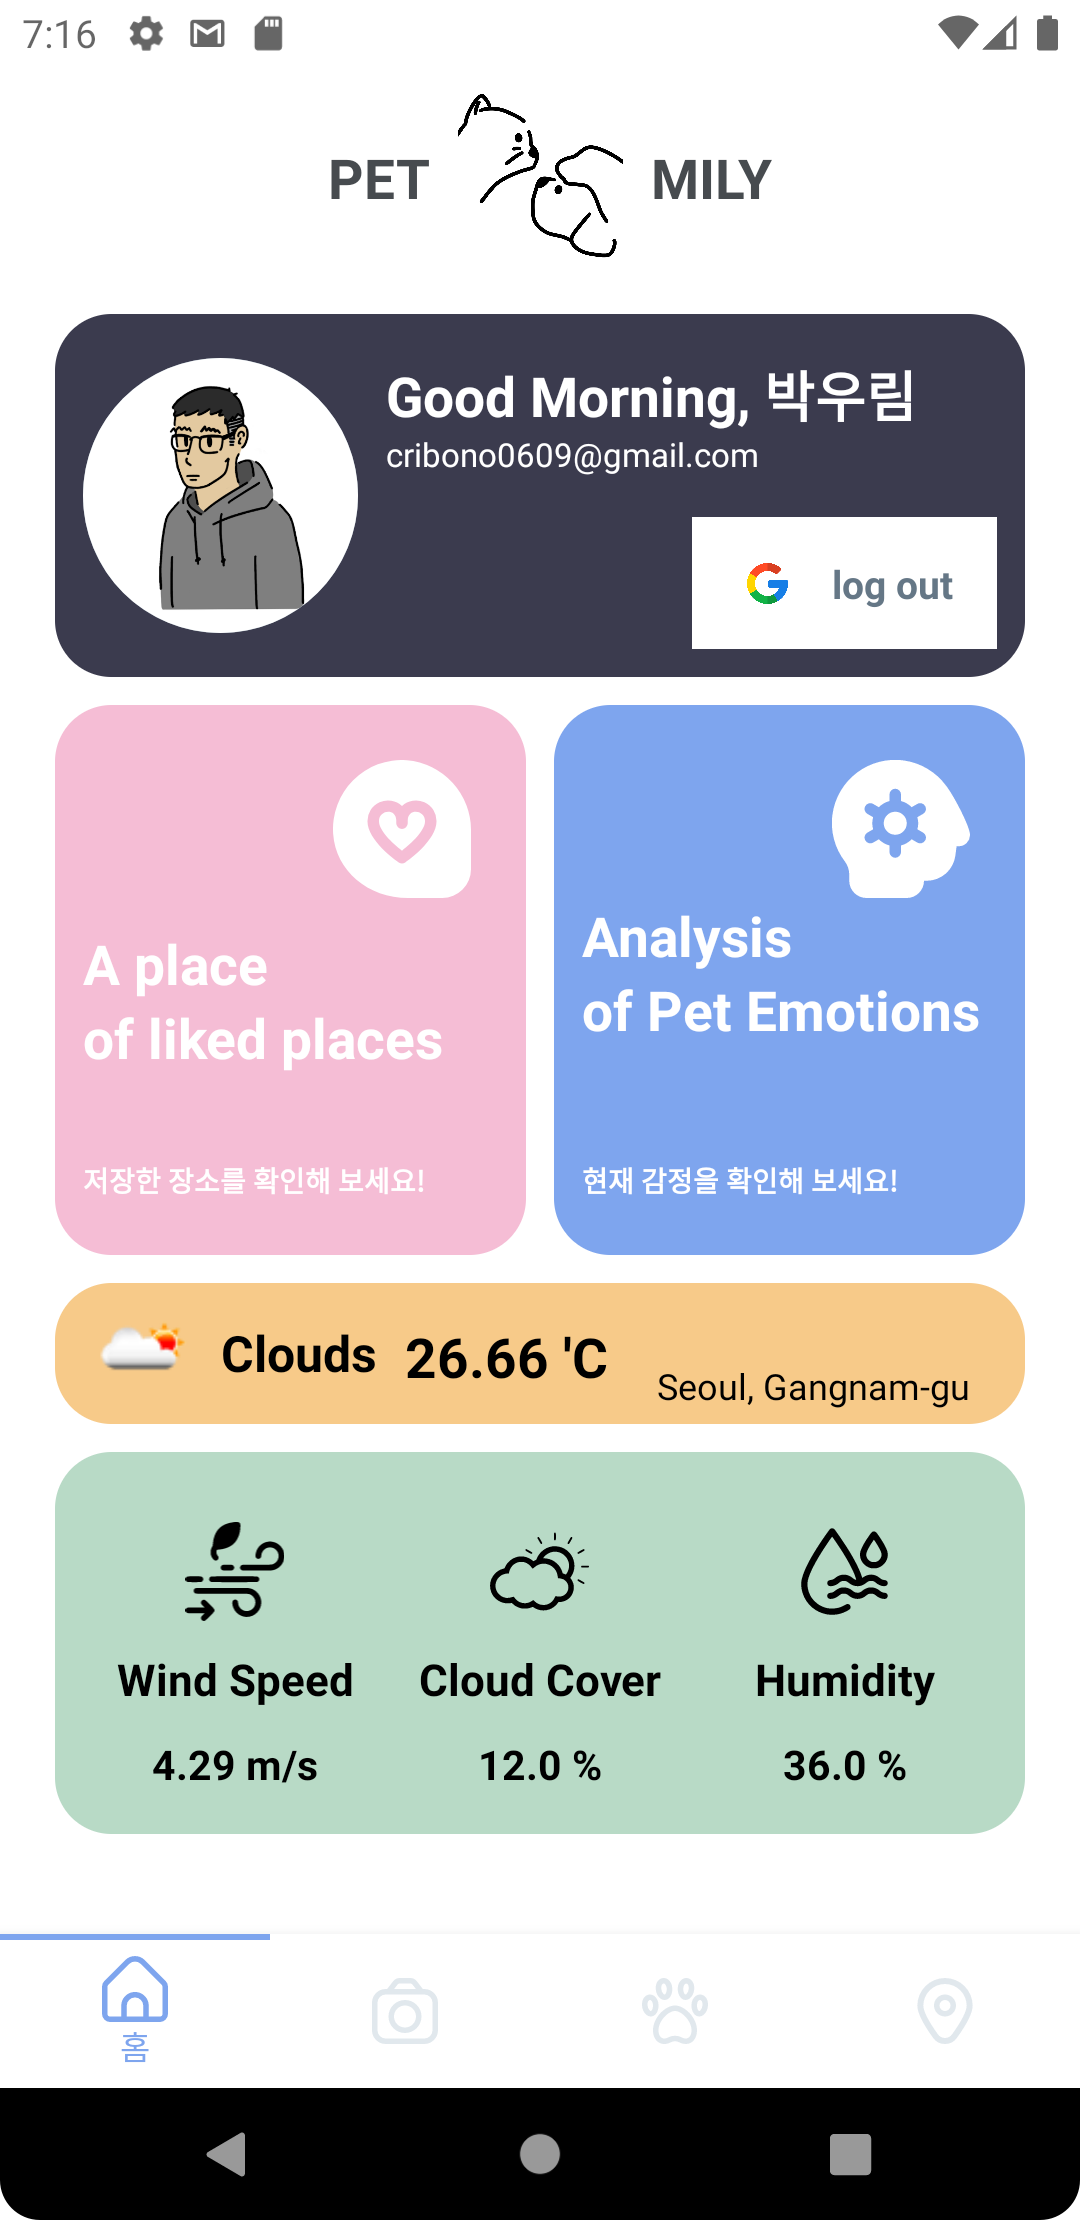 7:16
PET MILY
Good Morning, 박우림
cribono0609@gmail.com
log out
A place
of liked places
저장한 장소를 확인해 보세요!
Analysis
of Pet Emotions
현재 감정을 확인해 보세요!
Clouds 26.66 'C
Seoul, Gangnam-gu
Wind Speed Cloud Cover Humidity
4.29 m/s 12.0 % 36.0 %
홈